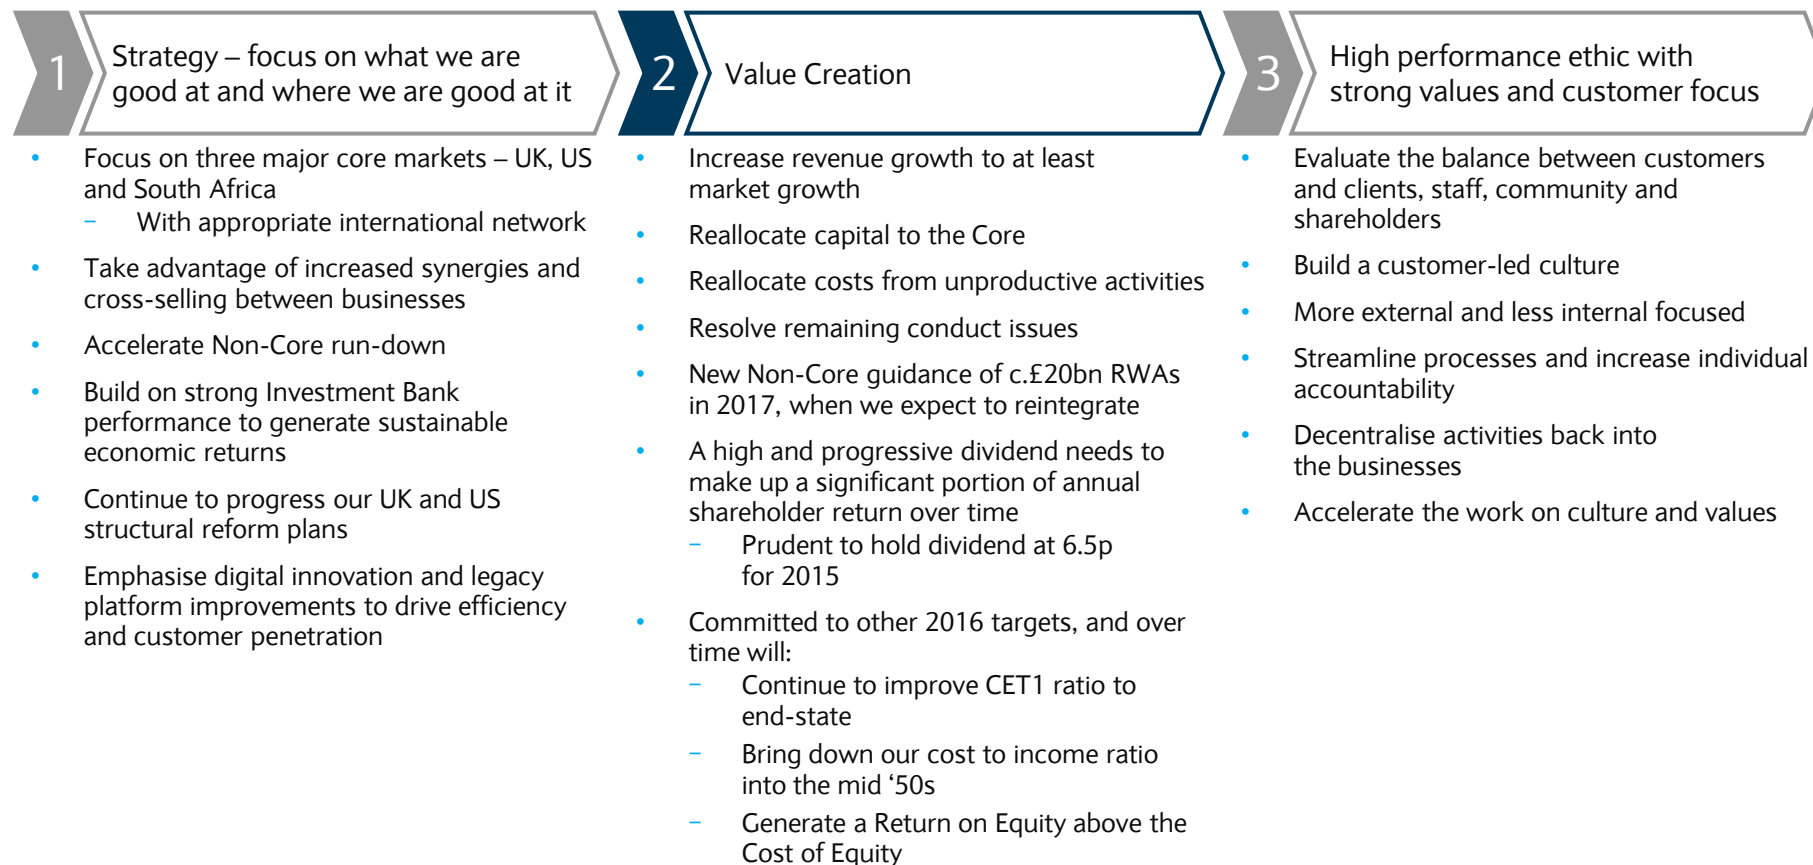 1
Strategy – focus on what we are
good at and where we are good at it
• Focus on three major core markets – UK, US
and South Africa
– With appropriate international network
• Take advantage of increased synergies and
cross-selling between businesses
• Accelerate Non-Core run-down
• Build on strong Investment Bank
performance to generate sustainable
economic returns
• Continue to progress our UK and US
structural reform plans
• Emphasise digital innovation and legacy
platform improvements to drive efficiency
and customer penetration
2
Value Creation
• Increase revenue growth to at least
market growth
• Reallocate capital to the Core
• Reallocate costs from unproductive activities
• Resolve remaining conduct issues
• New Non-Core guidance of c.£20bn RWAs
in 2017, when we expect to reintegrate
• A high and progressive dividend needs to
make up a significant portion of annual
shareholder return over time
– Prudent to hold dividend at 6.5p
for 2015
• Committed to other 2016 targets, and over
time will:
– Continue to improve CET1 ratio to
end-state
– Bring down our cost to income ratio
into the mid ‘50s
– Generate a Return on Equity above the
Cost of Equity
3
High performance ethic with
strong values and customer focus
• Evaluate the balance between customers
and clients, staff, community and
shareholders
• Build a customer-led culture
• More external and less internal focused
• Streamline processes and increase individual
accountability
• Decentralise activities back into
the businesses
• Accelerate the work on culture and values